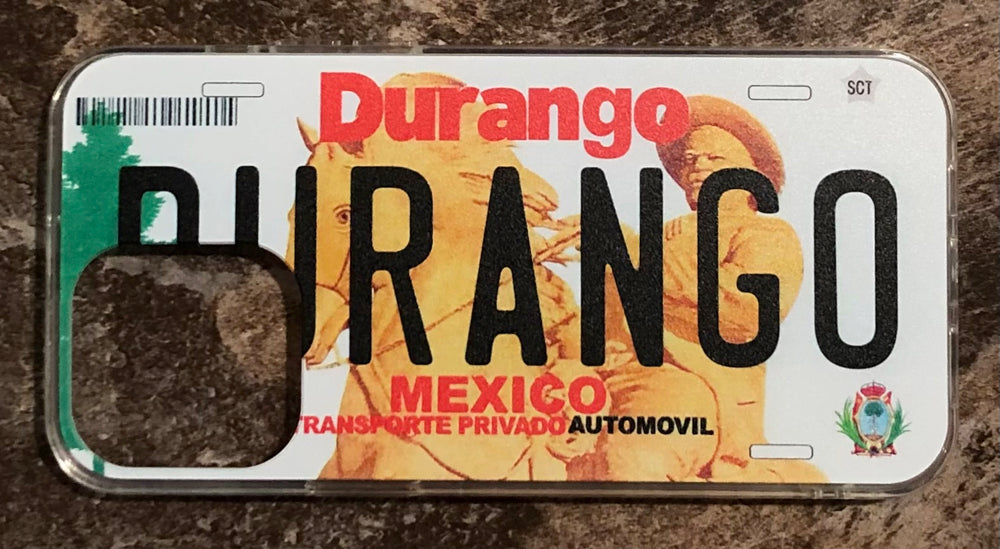 Durango
SCT
DURANGO
MEXICO
TRANSPORTE PRIVADO AUTOMOVIL